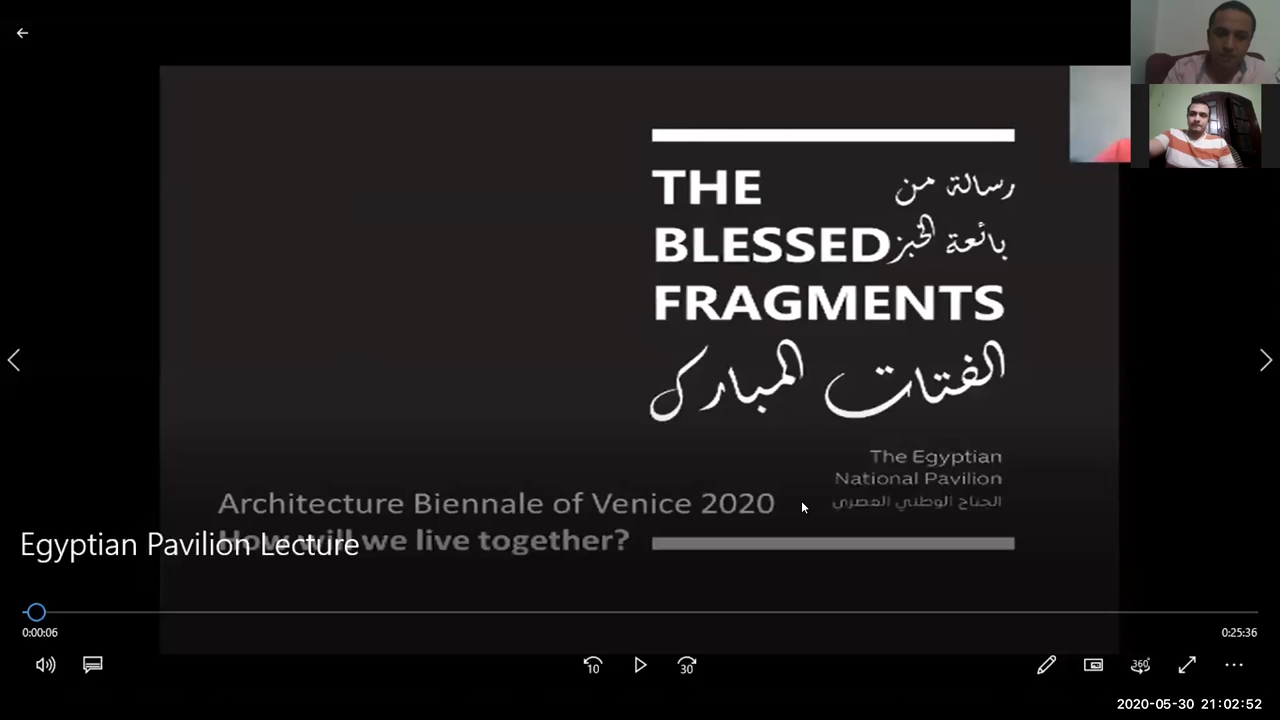 THE
رسالة من
BLESSED
بائعة الخبز
FRAGMENTS
الفتات المبارك
The Egyptian
National Pavilion
الجناح الوطني المصري
Architecture Biennale of Venice 2020
How will we live together?
Egyptian Pavilion Lecture
0:00:06
0:25:36
10
30
360°
2020-05-30 21:02:52